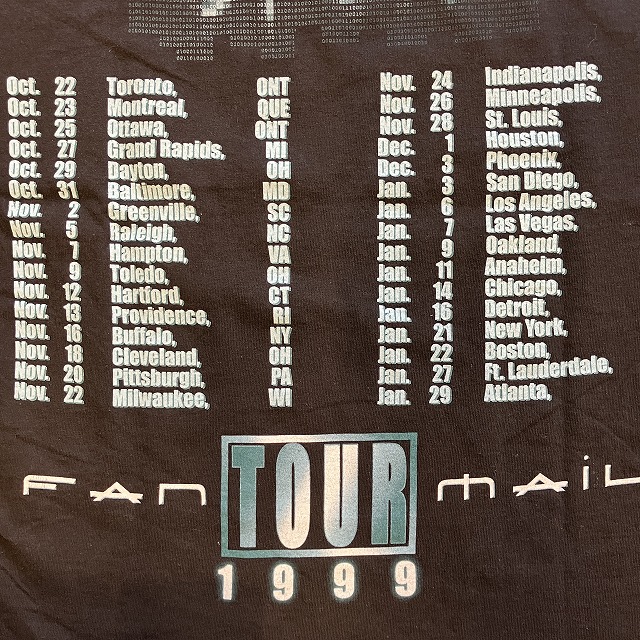 Oct. 22 Toronto, ONT
Oct. 23 Montreal, QUE
Oct. 25 Ottawa, ONT
Oct. 27 Grand Rapids, MI
Oct. 29 Dayton, OH
Oct. 31 Baltimore, MD
Nov. 2 Greenville, SC
Nov. 5 Raleigh, NC
Nov. 7 Hampton, VA
Nov. 9 Toledo, OH
Nov. 12 Hartford, CT
Nov. 13 Providence, RI
Nov. 16 Buffalo, NY
Nov. 18 Cleveland, OH
Nov. 20 Pittsburgh, PA
Nov. 22 Milwaukee, WI
Nov. 24 Indianapolis,
Nov. 26 Minneapolis,
Nov. 28 St. Louis,
Dec. 1 Houston,
Dec. 3 Phoenix,
Jan. 3 San Diego,
Jan. 6 Los Angeles,
Jan. 7 Las Vegas,
Jan. 9 Oakland,
Jan. 11 Anaheim,
Jan. 14 Chicago,
Jan. 16 Detroit,
Jan. 21 New York,
Jan. 22 Boston,
Jan. 27 Ft. Lauderdale,
Jan. 29 Atlanta,
FAN TOUR MAIL
1999